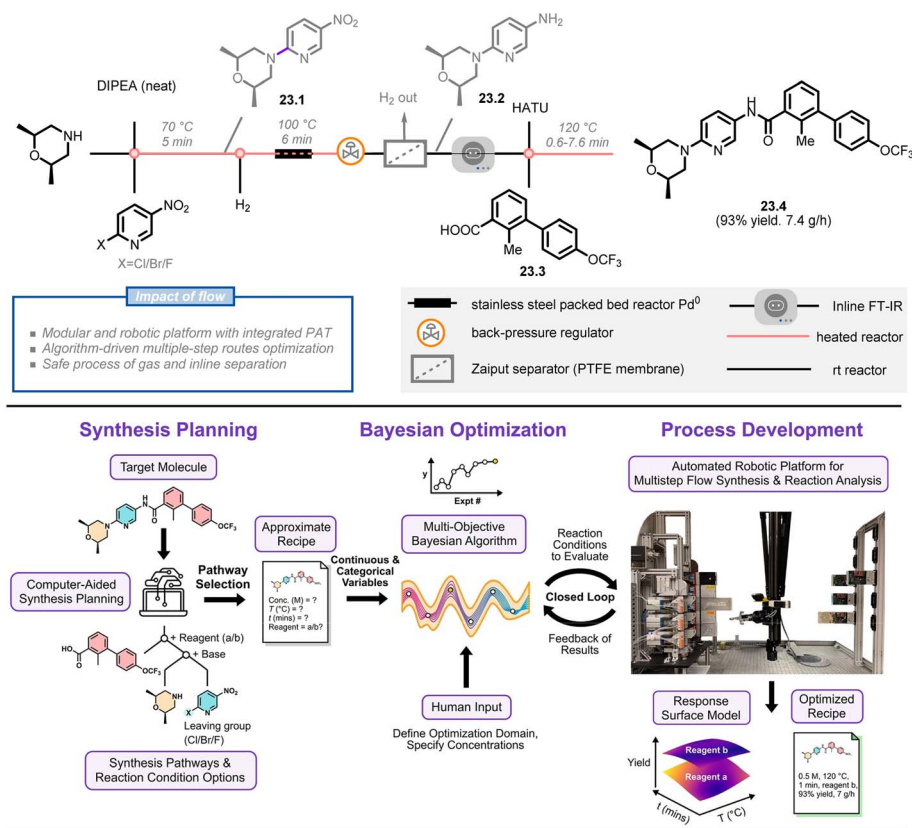 DIPEA (neat)
NH
O
70 °C
5 min
NO₂
N
N
O
23.1
H₂
NO₂
X
N
X=Cl/Br/F
100 °C
6 min
H₂ out
NH₂
N
N
O
23.2
HATU
HOOC
Me
OCF₃
23.3
120 °C
0.6-7.6 min
H
N
O
Me
N
N
O
OCF₃
23.4
(93% yield. 7.4 g/h)
Impact of flow
Modular and robotic platform with integrated PAT
Algorithm-driven multiple-step routes optimization
Safe process of gas and inline separation
stainless steel packed bed reactor Pd⁰
back-pressure regulator
Zaiput separator (PTFE membrane)
Inline FT-IR
heated reactor
rt reactor
Synthesis Planning
Target Molecule
H
N
O
N
N
O
OCF₃
Computer-Aided
Synthesis Planning
Pathway
Selection
Approximate
Recipe
Conc. (M) = ?
T (°C) = ?
t (mins) = ?
Reagent = a/b?
+ Reagent (a/b)
+ Base
HO
O
OCF₃
NH
O
NO₂
X
N
Leaving group
(Cl/Br/F)
Synthesis Pathways &
Reaction Condition Options
Bayesian Optimization
y
Expt #
Multi-Objective
Bayesian Algorithm
Continuous &
Categorical
Variables
Human Input
Define Optimization Domain,
Specify Concentrations
Reaction
Conditions
to Evaluate
Closed Loop
Feedback of
Results
Process Development
Automated Robotic Platform for
Multistep Flow Synthesis & Reaction Analysis
Response
Surface Model
Yield
Reagent b
Reagent a
t (mins)
T (°C)
Optimized
Recipe
0.5 M, 120 °C,
1 min, reagent b,
93% yield, 7 g/h